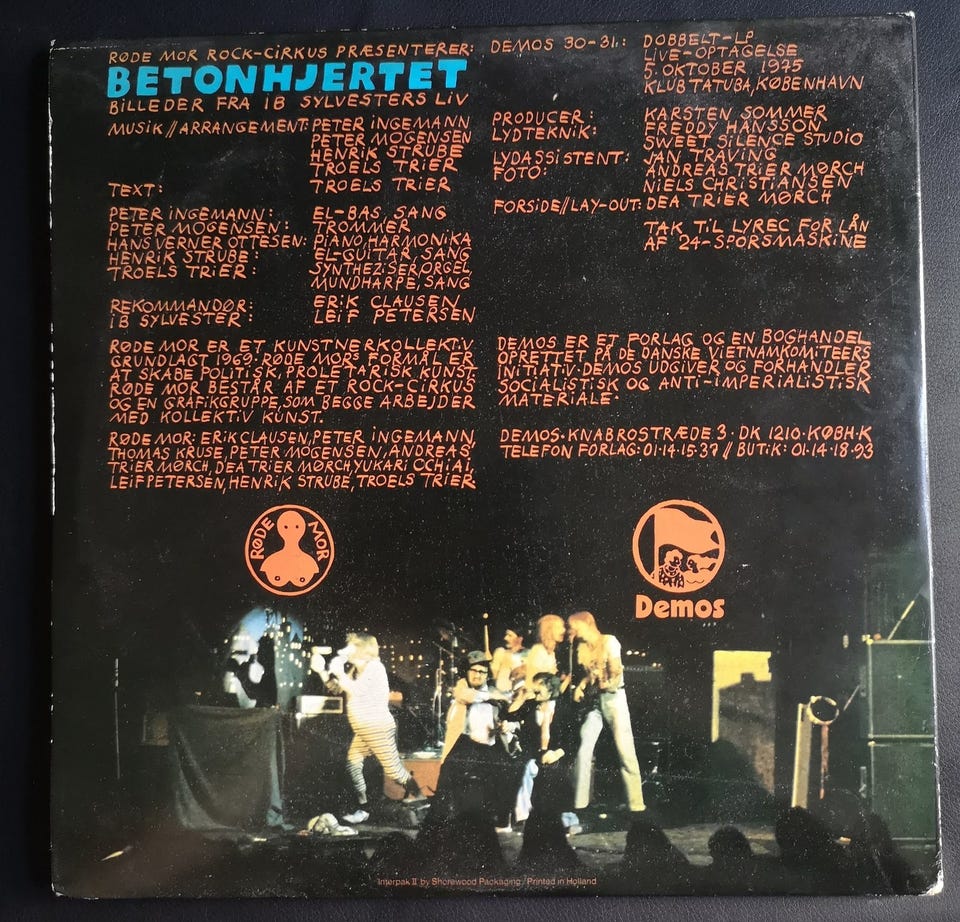 RØDE MOR ROCK-CIRKUS PRÆSENTERER:
BETONHJERTET
BILLEDER FRA IB SYLVESTERS LIV
MUSIK//ARRANGEMENT: PETER INGEMANN
PETER MOGENSEN
HENRIK STRUBE
TROELS TRIER
TEXT: TROELS TRIER
PETER INGEMANN: EL-BAS, SANG
PETER MOGENSEN: TROMMER
HANS VERNER OTTESEN: PIANO, HARMONIKA
HENRIK STRUBE: EL-GUITAR, SANG
TROELS TRIER: SYNTHEZISER, ORGEL,
MUNDHARPE, SANG
REKOMMANDØR: ERIK CLAUSEN
IB SYLVESTER: LEIF PETERSEN
RØDE MOR ER ET KUNSTNERKOLLEKTIV
GRUNDLAGT 1969. RØDE MORS FORMÅL ER
AT SKABE POLITISK, PROLETARISK KUNST
RØDE MOR BESTÅR AF ET ROCK-CIRKUS
OG EN GRAFIKGRUPPE, SOM BEGGE ARBEJDER
MED KOLLEKTIV KUNST.
RØDE MOR: ERIK CLAUSEN, PETER INGEMANN,
THOMAS KRUSE, PETER MOGENSEN, ANDREAS
TRIER MØRCH, DEA TRIER MØRCH, YUKARI OCHIAI,
LEIF PETERSEN, HENRIK STRUBE, TROELS TRIER
DEMOS 30-31.: DOBBELT-LP
LIVE-OPTAGELSE
5. OKTOBER 1975
KLUB TATUBA, KØBENHAVN
PRODUCER: KARSTEN SOMMER
LYDTEKNIK: FREDDY HANSSON
SWEET SILENCE STUDIO
LYDASSISTENT: JAN TRAVING
FOTO: ANDREAS TRIER MØRCH
NIELS CHRISTIANSEN
FORSIDE//LAY-OUT: DEA TRIER MØRCH
TAK TIL LYREC FOR LÅN
AF 24-SPORSMASKINE
DEMOS ER ET FORLAG OG EN BOGHANDEL
OPRETTET PÅ DE DANSKE VIETNAMKOMITEERS
INITIATIV. DEMOS UDGIVER OG FORHANDLER
SOCIALISTISK OG ANTI-IMPERIALISTISK
MATERIALE.
DEMOS · KNABROSTRÆDE 3 · DK 1210 · KØBH·K
TELEFON FORLAG: 01·14·15·37 // BUTIK: 01·14·18·93
RØDE MOR
Demos
Interpak II by Shorewood Packaging / Printed in Holland